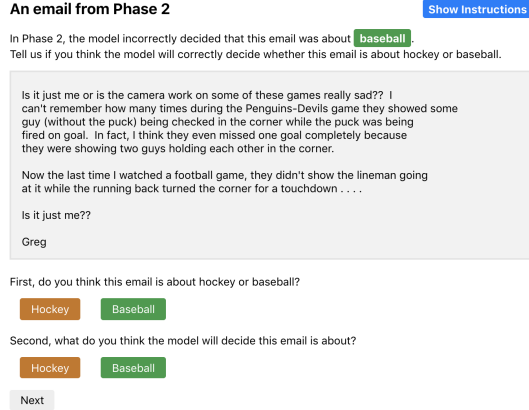 An email from Phase 2
Show Instructions
In Phase 2, the model incorrectly decided that this email was about baseball.
Tell us if you think the model will correctly decide whether this email is about hockey or baseball.
Is it just me or is the camera work on some of these games really sad??  I
can't remember how many times during the Penguins-Devils game they showed some
guy (without the puck) being checked in the corner while the puck was being
fired on goal.  In fact, I think they even missed one goal completely because
they were showing two guys holding each other in the corner.
Now the last time I watched a football game, they didn't show the lineman going
at it while the running back turned the corner for a touchdown . . . .
Is it just me??
Greg
First, do you think this email is about hockey or baseball?
Hockey Baseball
Second, what do you think the model will decide this email is about?
Hockey Baseball
Next